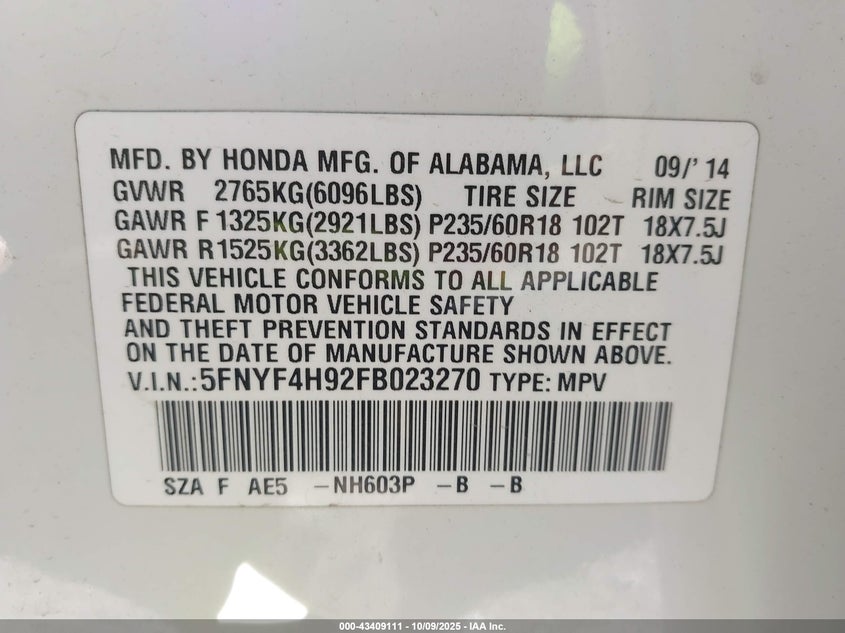 MFD. BY HONDA MFG. OF ALABAMA, LLC 09/' 14
GVWR 2765KG(6096LBS) TIRE SIZE RIM SIZE
GAWR F 1325KG(2921LBS) P235/60R18 102T 18X7.5J
GAWR R1525KG(3362LBS) P235/60R18 102T 18X7.5J
THIS VEHICLE CONFORMS TO ALL APPLICABLE
FEDERAL MOTOR VEHICLE SAFETY
AND THEFT PREVENTION STANDARDS IN EFFECT
ON THE DATE OF MANUFACTURE SHOWN ABOVE.
V.I.N.:5FNYF4H92FB023270 TYPE: MPV
SZA F AE5 -NH603P -B -B
000-43409111 - 10/09/2025 - IAA Inc.